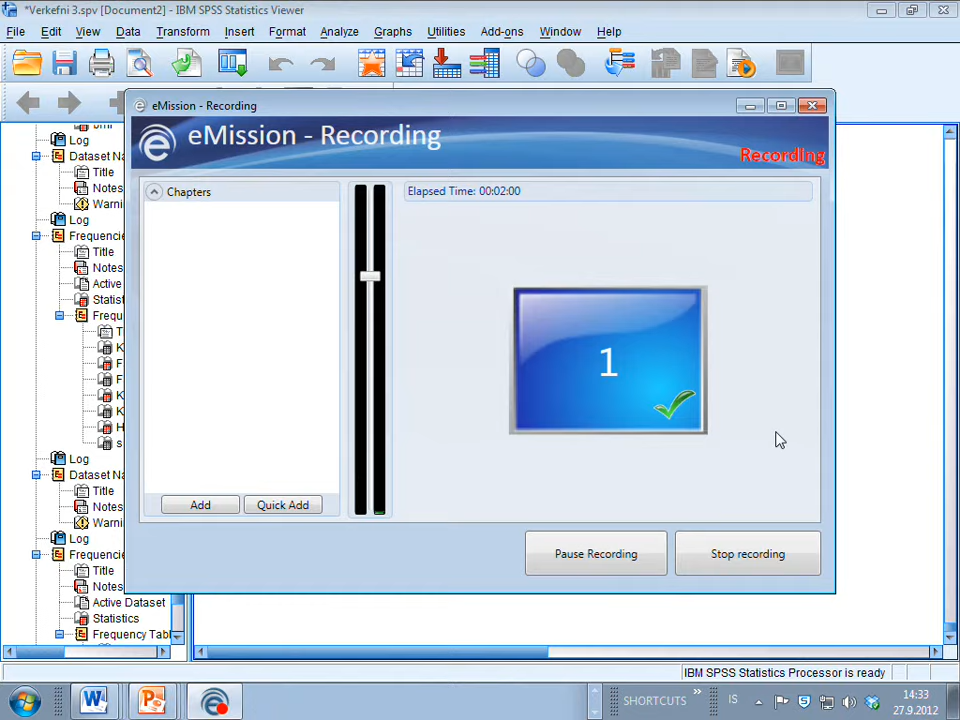 *Verkefni 3.spv [Document2] - IBM SPSS Statistics Viewer
File Edit View Data Transform Insert Format Analyze Graphs Utilities Add-ons Window Help
eMission - Recording
eMission - Recording
Recording
Chapters
Elapsed Time: 00:02:00
1
Add Quick Add
Pause Recording Stop recording
Log
Dataset Na
Title
Notes
Warni
Log
Frequencies
Title
Notes
Active
Statist
Frequ
T
K
F
F
K
K
H
s
Log
Dataset Na
Title
Notes
Warnin
Log
Frequencies
Title
Notes
Active Dataset
Statistics
Frequency Tabl
IBM SPSS Statistics Processor is ready
SHORTCUTS » IS
14:33
27.9.2012